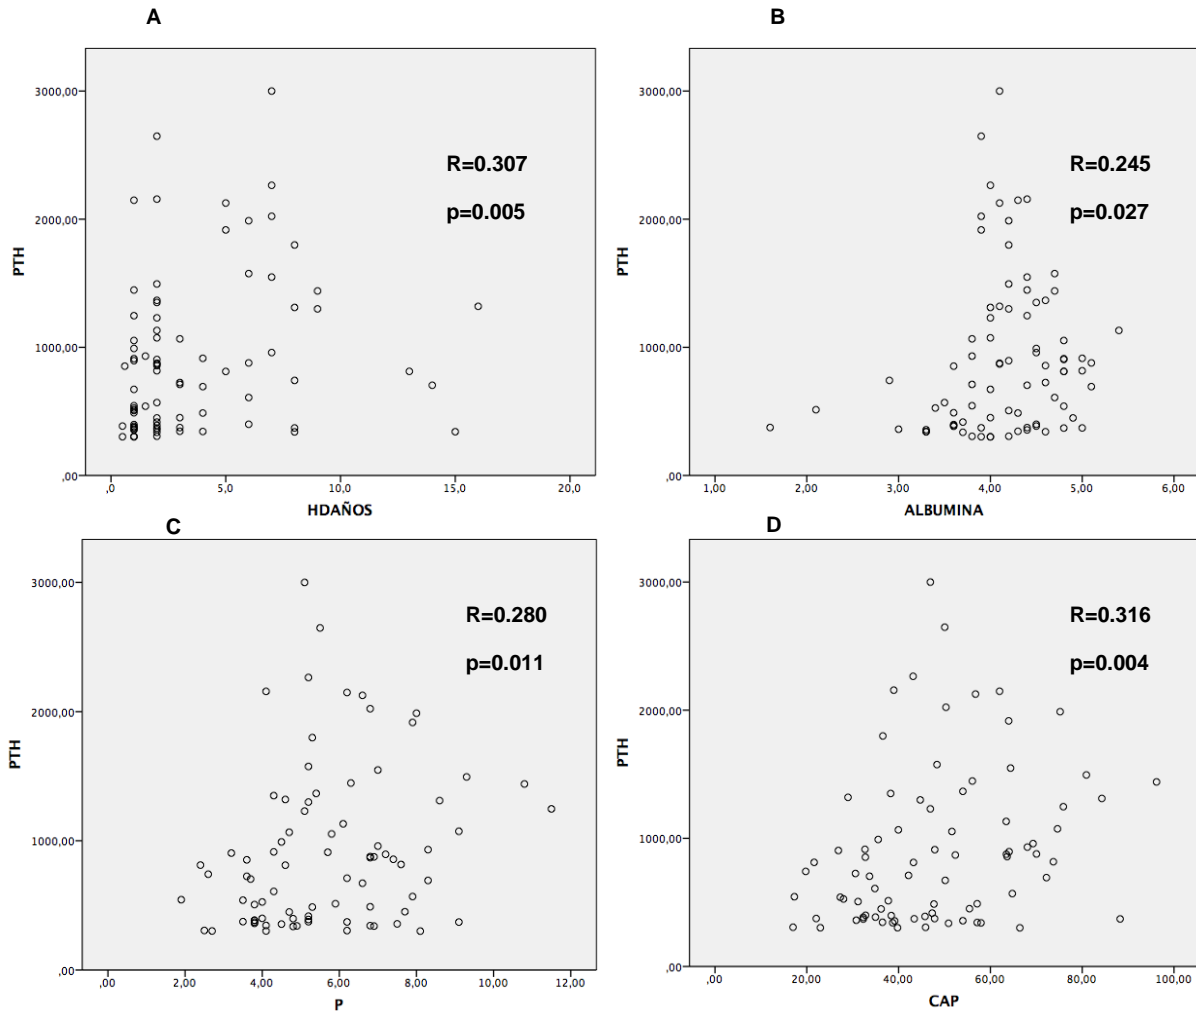 A
3000,00
2000,00
1000,00
,00
PTH
R=0.307
p=0.005
,0 5,0 10,0 15,0 20,0
HDAÑOS
B
3000,00
2000,00
1000,00
,00
PTH
R=0.245
p=0.027
1,00 2,00 3,00 4,00 5,00 6,00
ALBUMINA
C
3000,00
2000,00
1000,00
,00
PTH
R=0.280
p=0.011
,00 2,00 4,00 6,00 8,00 10,00 12,00
P
D
3000,00
2000,00
1000,00
,00
PTH
R=0.316
p=0.004
,00 20,00 40,00 60,00 80,00 100,00
CAP